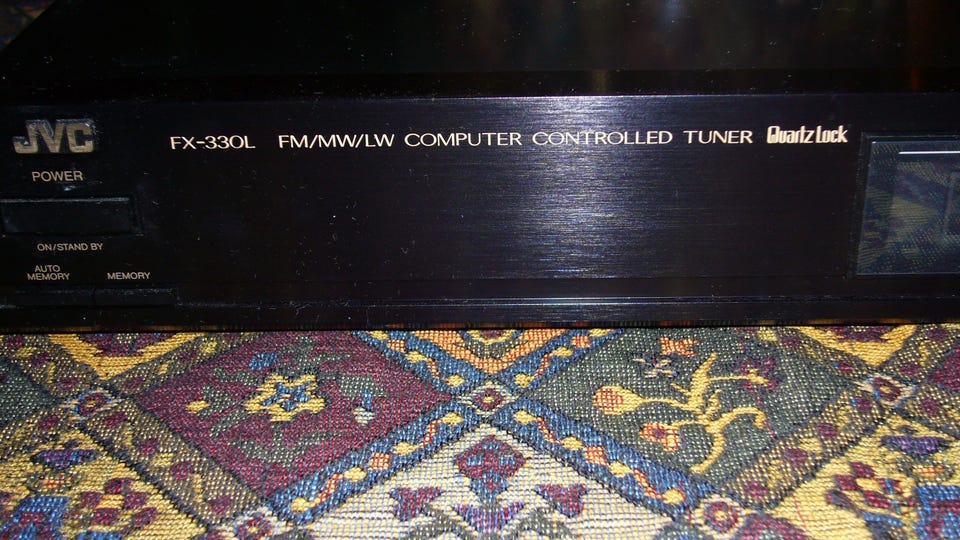 JVC
FX-330L FM/MW/LW COMPUTER CONTROLLED TUNER Quartz Lock
POWER
ON/STAND BY
AUTO
MEMORY
MEMORY